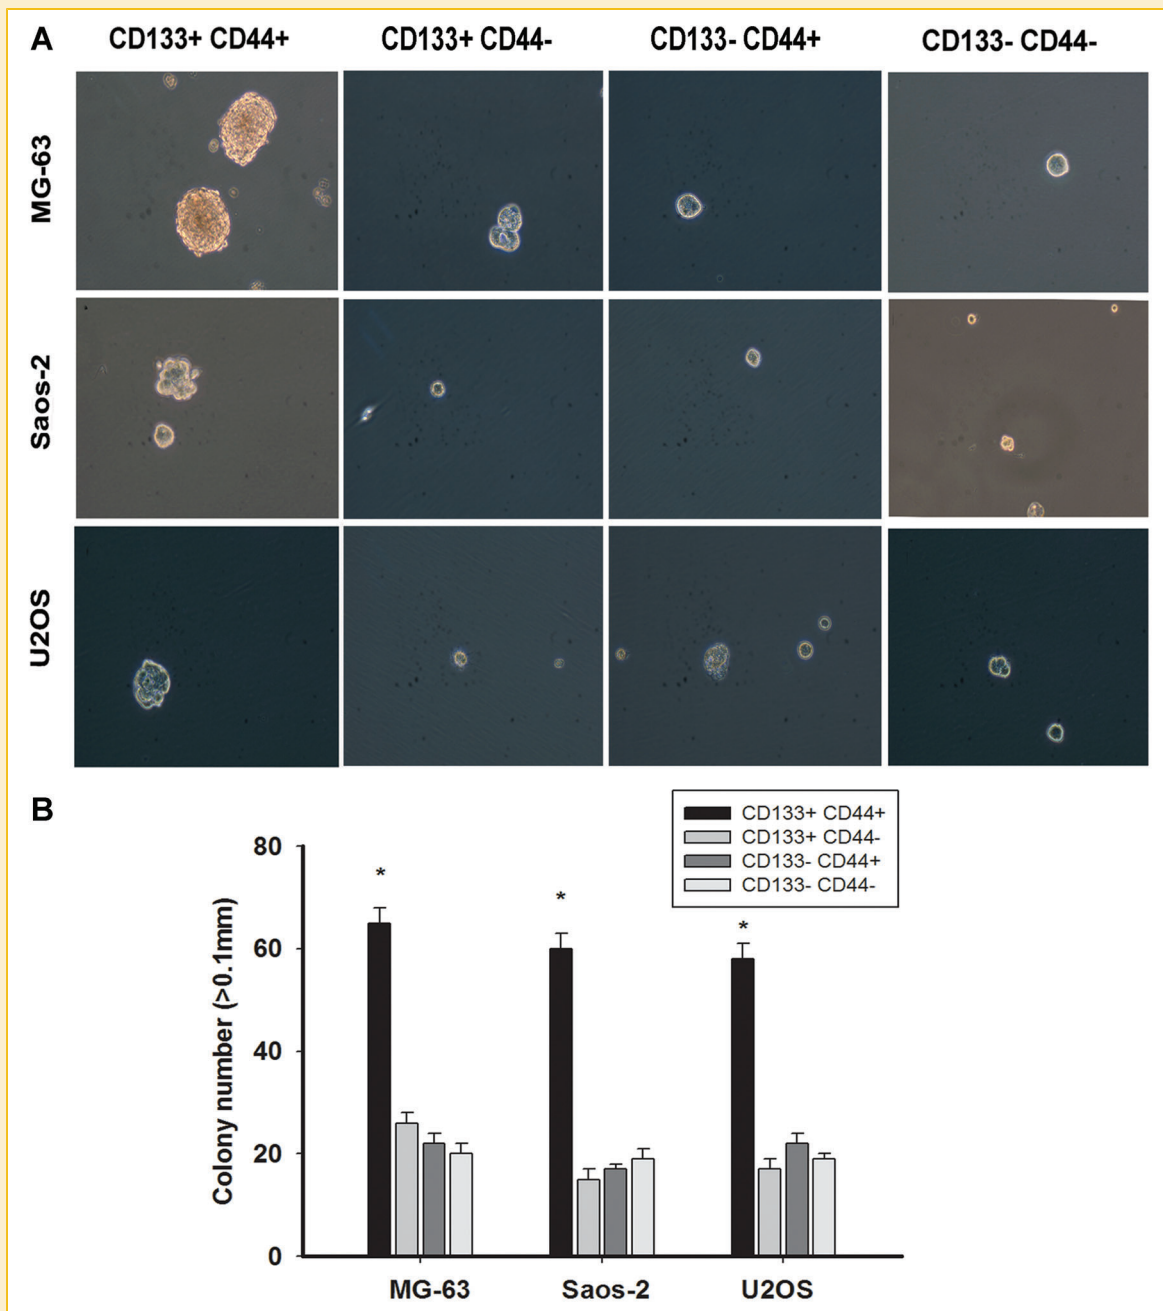 A
CD133+ CD44+ CD133+ CD44- CD133- CD44+ CD133- CD44-
MG-63
Saos-2
U2OS
B
CD133+ CD44+
CD133+ CD44-
CD133- CD44+
CD133- CD44-
Colony number (>0.1mm)
80
60
40
20
0
*
*
*
MG-63 Saos-2 U2OS